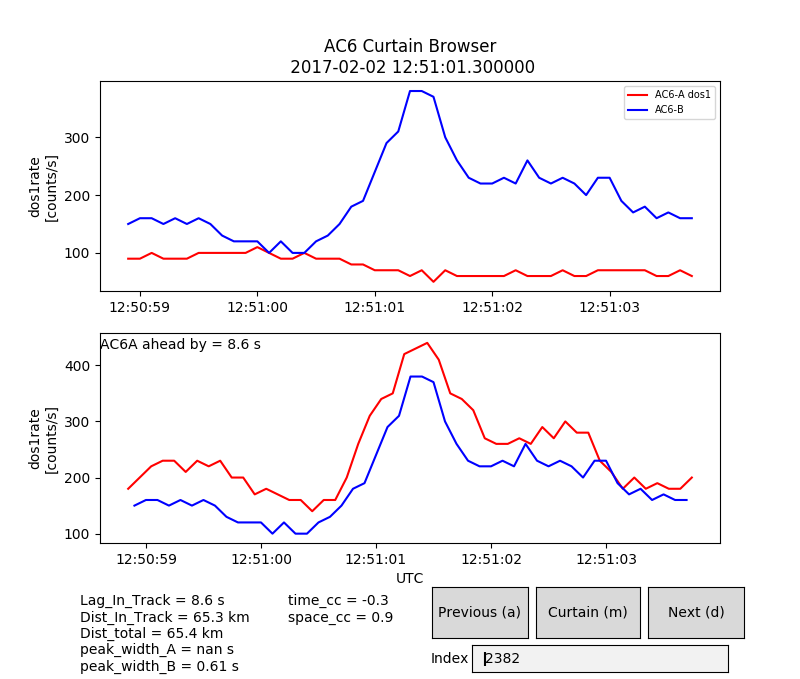 AC6 Curtain Browser
2017-02-02 12:51:01.300000
AC6-A dos1
AC6-B
dos1rate
[counts/s]
300
200
100
12:50:59 12:51:00 12:51:01 12:51:02 12:51:03
AC6A ahead by = 8.6 s
dos1rate
[counts/s]
400
300
200
100
12:50:59 12:51:00 12:51:01 12:51:02 12:51:03
UTC
Lag_In_Track = 8.6 s
Dist_In_Track = 65.3 km
Dist_total = 65.4 km
peak_width_A = nan s
peak_width_B = 0.61 s
time_cc = -0.3
space_cc = 0.9
Previous (a) Curtain (m) Next (d)
Index 2382